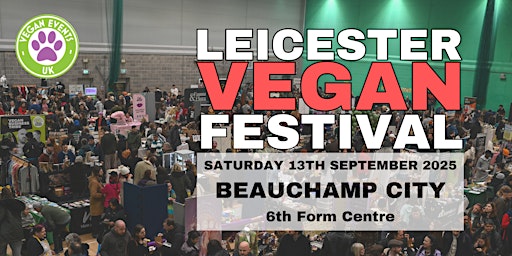 VEGAN EVENTS
UK
LEICESTER
VEGAN
FESTIVAL
SATURDAY 13TH SEPTEMBER 2025
BEAUCHAMP CITY
6th Form Centre